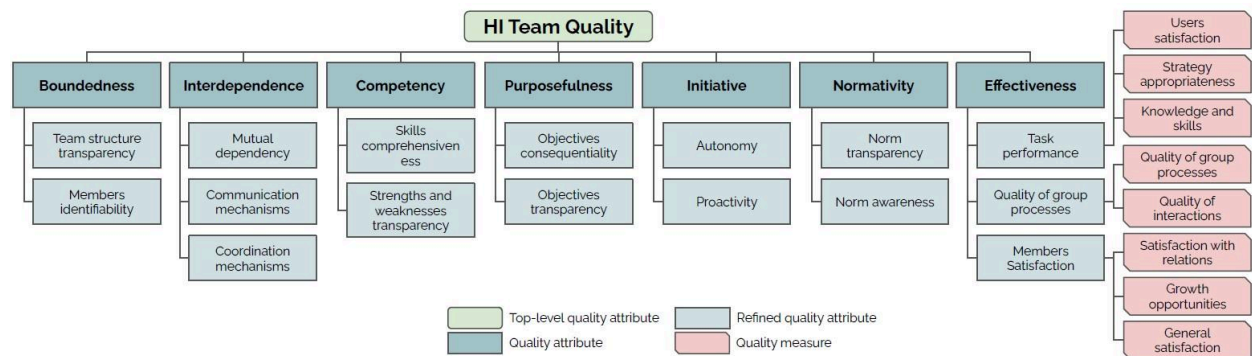 HI Team Quality
Boundedness
Team structure
transparency
Members
identifiability
Interdependence
Mutual
dependency
Communication
mechanisms
Coordination
mechanisms
Competency
Skills
comprehensiven
ess
Strengths and
weaknesses
transparency
Purposefulness
Objectives
consequentiality
Objectives
transparency
Initiative
Autonomy
Proactivity
Normativity
Norm
transparency
Norm awareness
Effectiveness
Task
performance
Quality of group
processes
Members
Satisfaction
Users
satisfaction
Strategy
appropriateness
Knowledge and
skills
Quality of group
processes
Quality of
interactions
Satisfaction with
relations
Growth
opportunities
General
satisfaction
Top-level quality attribute
Quality attribute
Refined quality attribute
Quality measure